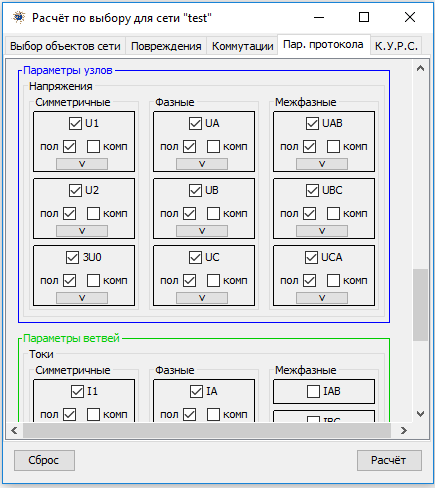 Расчёт по выбору для сети "test"
Выбор объектов сети Повреждения Коммутации Пар. протокола К.У.Р.С.
Параметры узлов
Напряжения
Симметричные Фазные Межфазные
U1 UA UAB
пол комп пол комп пол комп
v v v
U2 UB UBC
пол комп пол комп пол комп
v v v
3U0 UC UCA
пол комп пол комп пол комп
v v v
Параметры ветвей
Токи
Симметричные Фазные Межфазные
I1 IA IAB
пол комп пол комп IBC
Сброс Расчёт